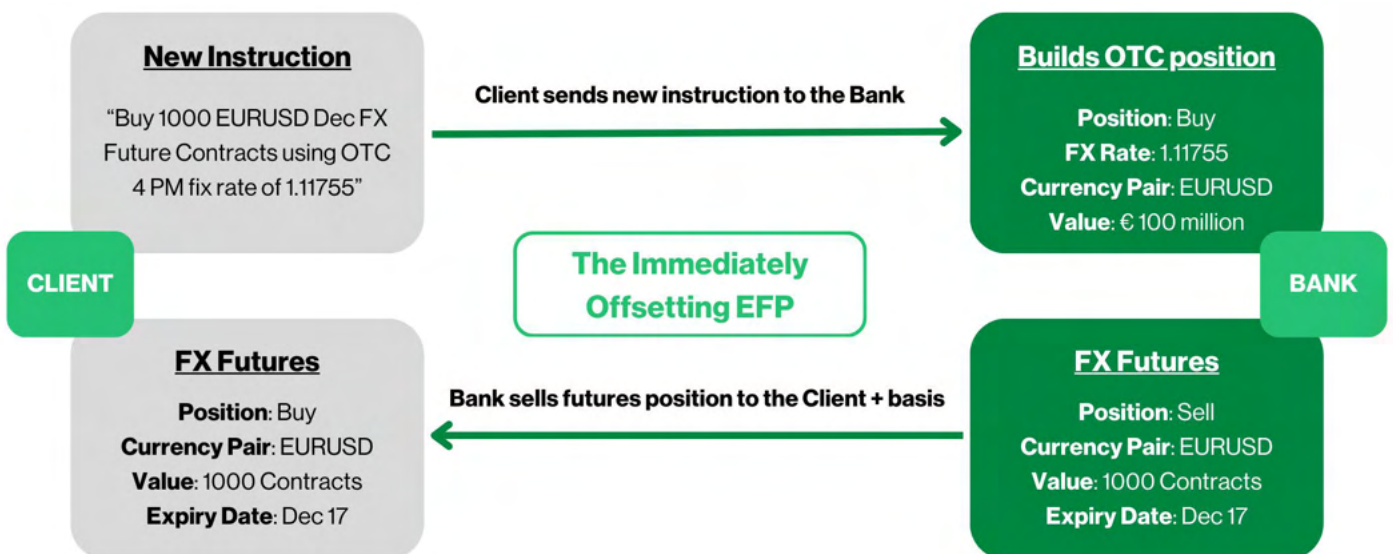 New Instruction
“Buy 1000 EURUSD Dec FX
Future Contracts using OTC
4 PM fix rate of 1.11755”
Client sends new instruction to the Bank
Builds OTC position
Position: Buy
FX Rate: 1.11755
Currency Pair: EURUSD
Value: € 100 million
CLIENT
The Immediately
Offsetting EFP
BANK
FX Futures
Position: Buy
Currency Pair: EURUSD
Value: 1000 Contracts
Expiry Date: Dec 17
Bank sells futures position to the Client + basis
FX Futures
Position: Sell
Currency Pair: EURUSD
Value: 1000 Contracts
Expiry Date: Dec 17